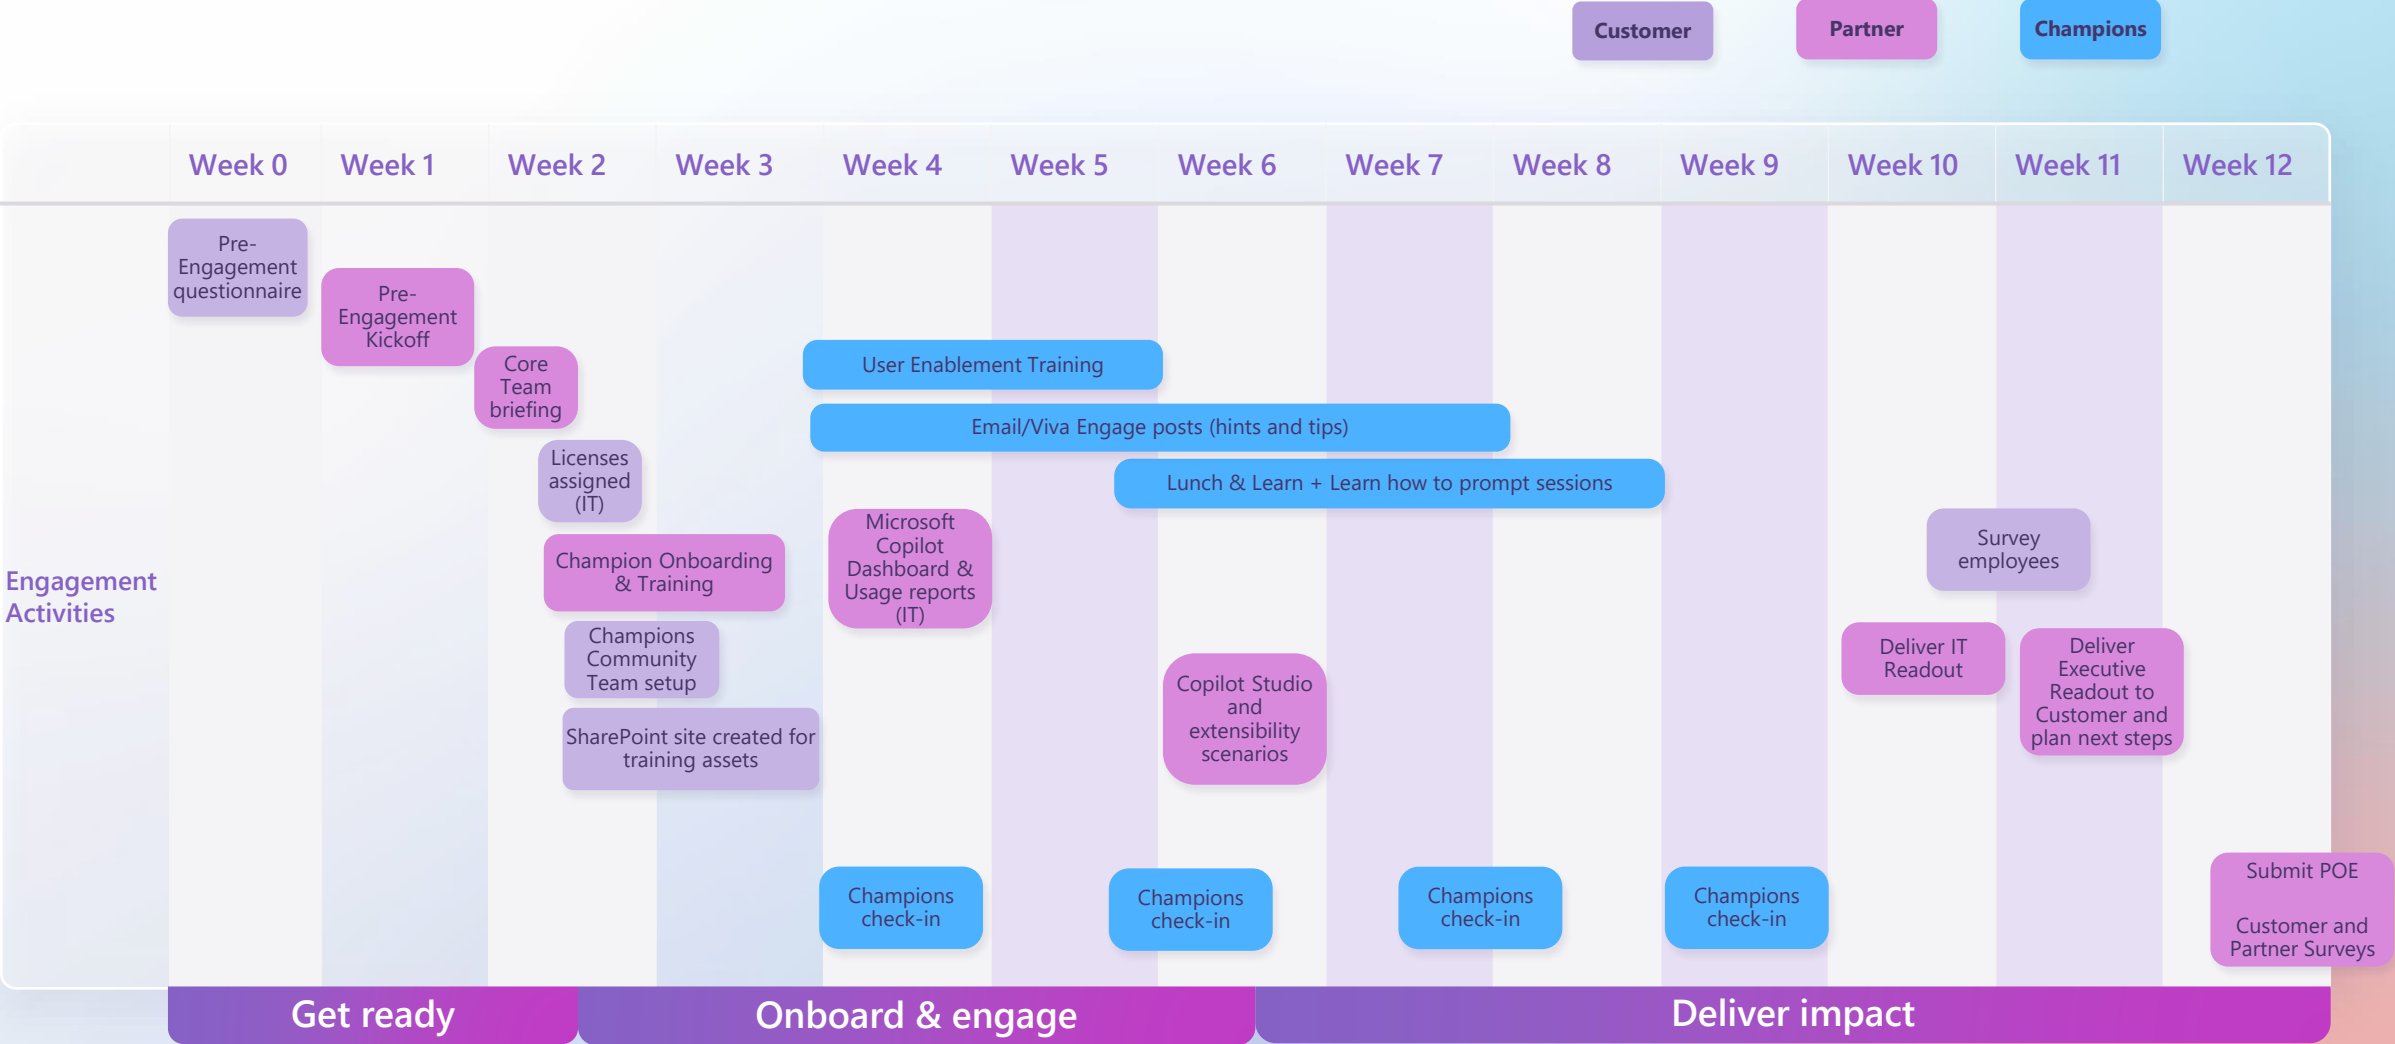 Customer
Partner
Champions
Week 0
Week 1
Week 2
Week 3
Week 4
Week 5
Week 6
Week 7
Week 8
Week 9
Week 10
Week 11
Week 12
Engagement
Activities
Pre-
Engagement
questionnaire
Pre-
Engagement
Kickoff
Core
Team
briefing
Licenses
assigned
(IT)
Champion Onboarding
& Training
Champions
Community
Team setup
SharePoint site created for
training assets
User Enablement Training
Email/Viva Engage posts (hints and tips)
Lunch & Learn + Learn how to prompt sessions
Microsoft
Copilot
Dashboard &
Usage reports
(IT)
Copilot Studio
and
extensibility
scenarios
Survey
employees
Deliver IT
Readout
Deliver
Executive
Readout to
Customer and
plan next steps
Champions
check-in
Champions
check-in
Champions
check-in
Champions
check-in
Submit POE
Customer and
Partner Surveys
Get ready
Onboard & engage
Deliver impact